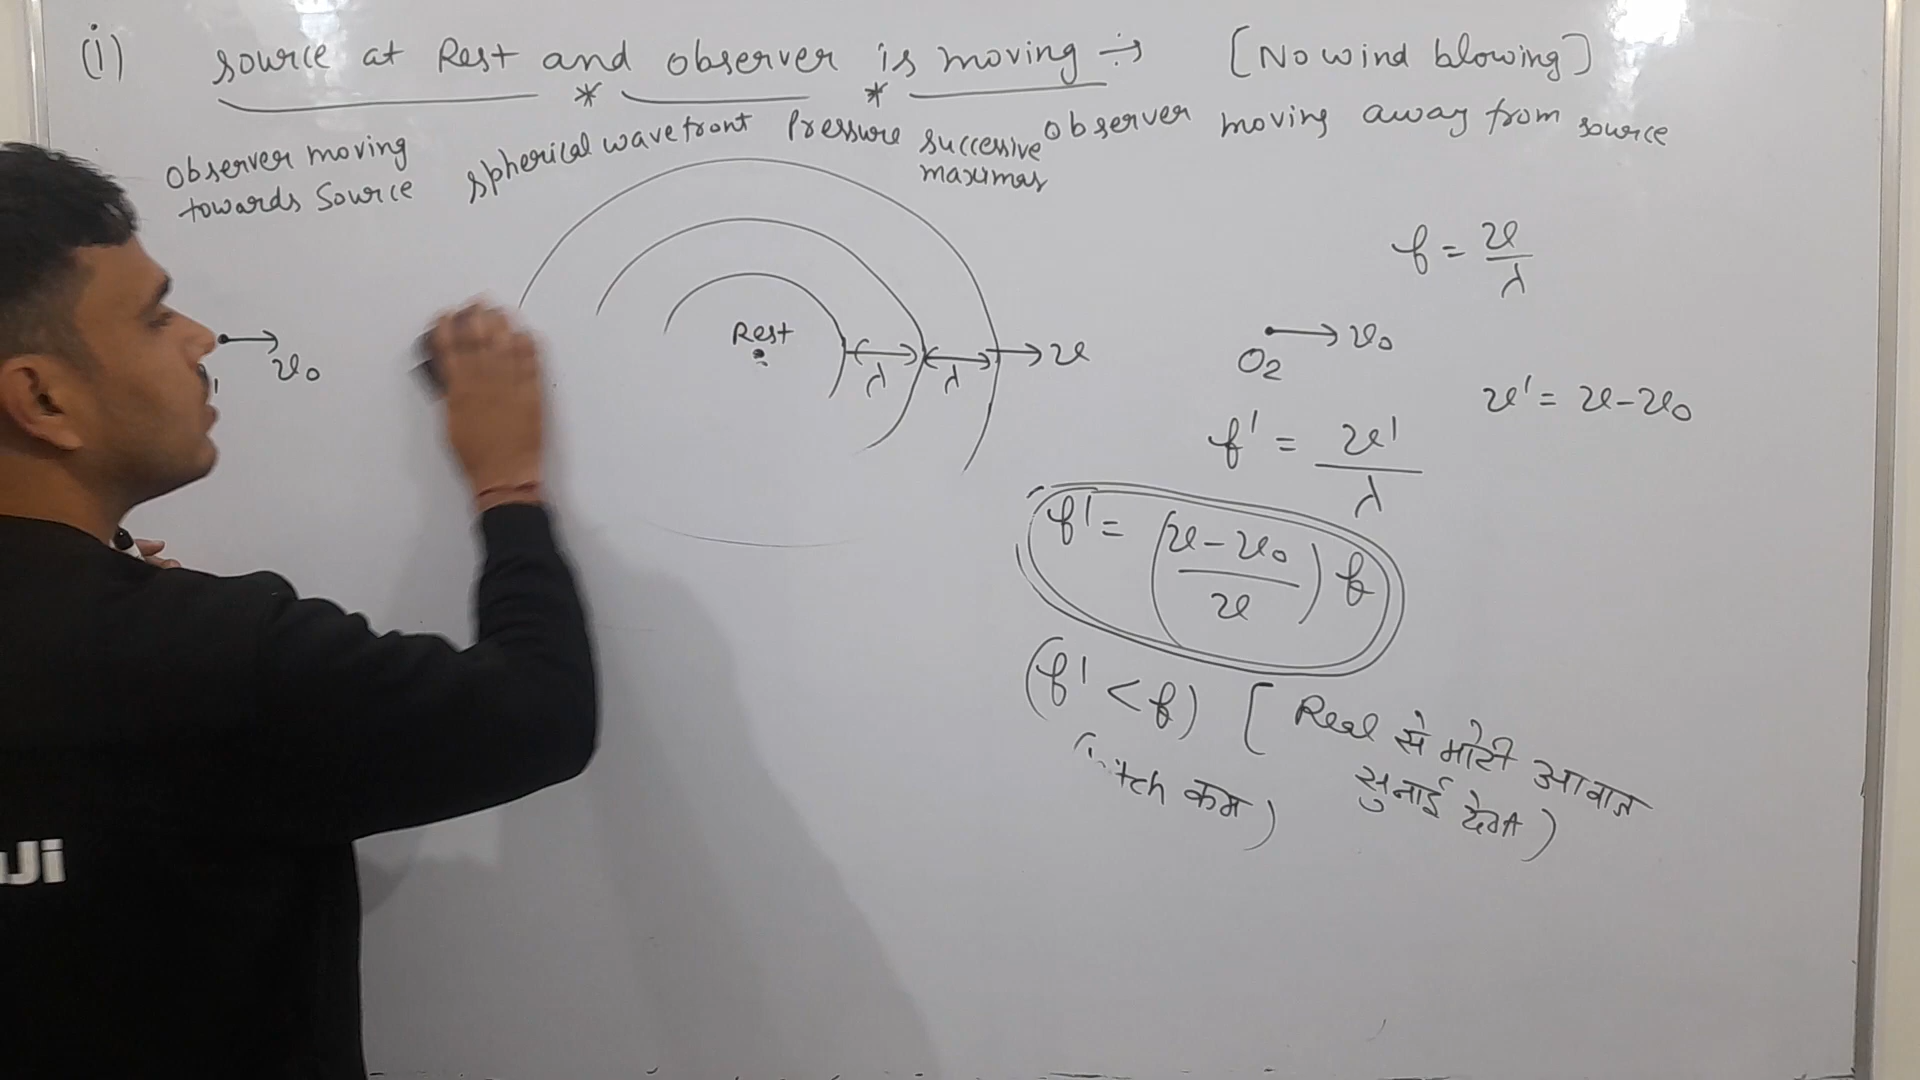 (i) source at Rest and observer is moving :→ [No wind blowing]
* *
observer moving
towards Source
spherical wavefront
Pressure successive
maximas
observer moving away from source
f = v/λ
Rest
v₀
λ λ → v
O₂ → v₀
v' = v-v₀
f' = v'/λ
f' = (v-v₀/v) f
(f' < f) [Real से मोटी आवाज
सुनाई देगा)
कम)
Ji